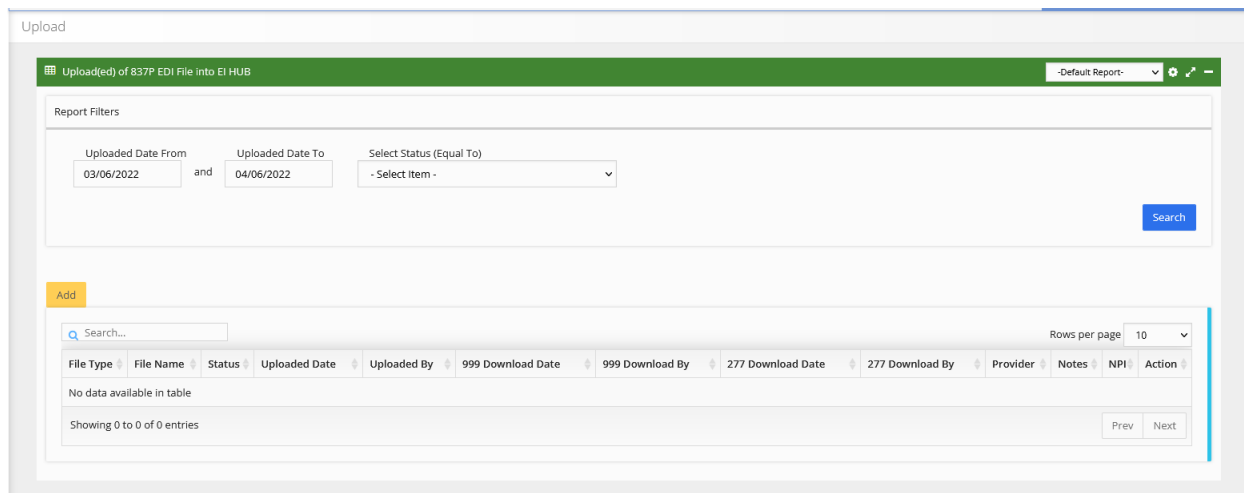 Upload
Upload(ed) of 837P EDI File into EI HUB -Default Report-
Report Filters
Uploaded Date From Uploaded Date To Select Status (Equal To)
03/06/2022 and 04/06/2022 - Select Item -
Search
Add
Search... Rows per page 10
File Type File Name Status Uploaded Date Uploaded By 999 Download Date 999 Download By 277 Download Date 277 Download By Provider Notes NPI Action
No data available in table
Showing 0 to 0 of 0 entries Prev Next